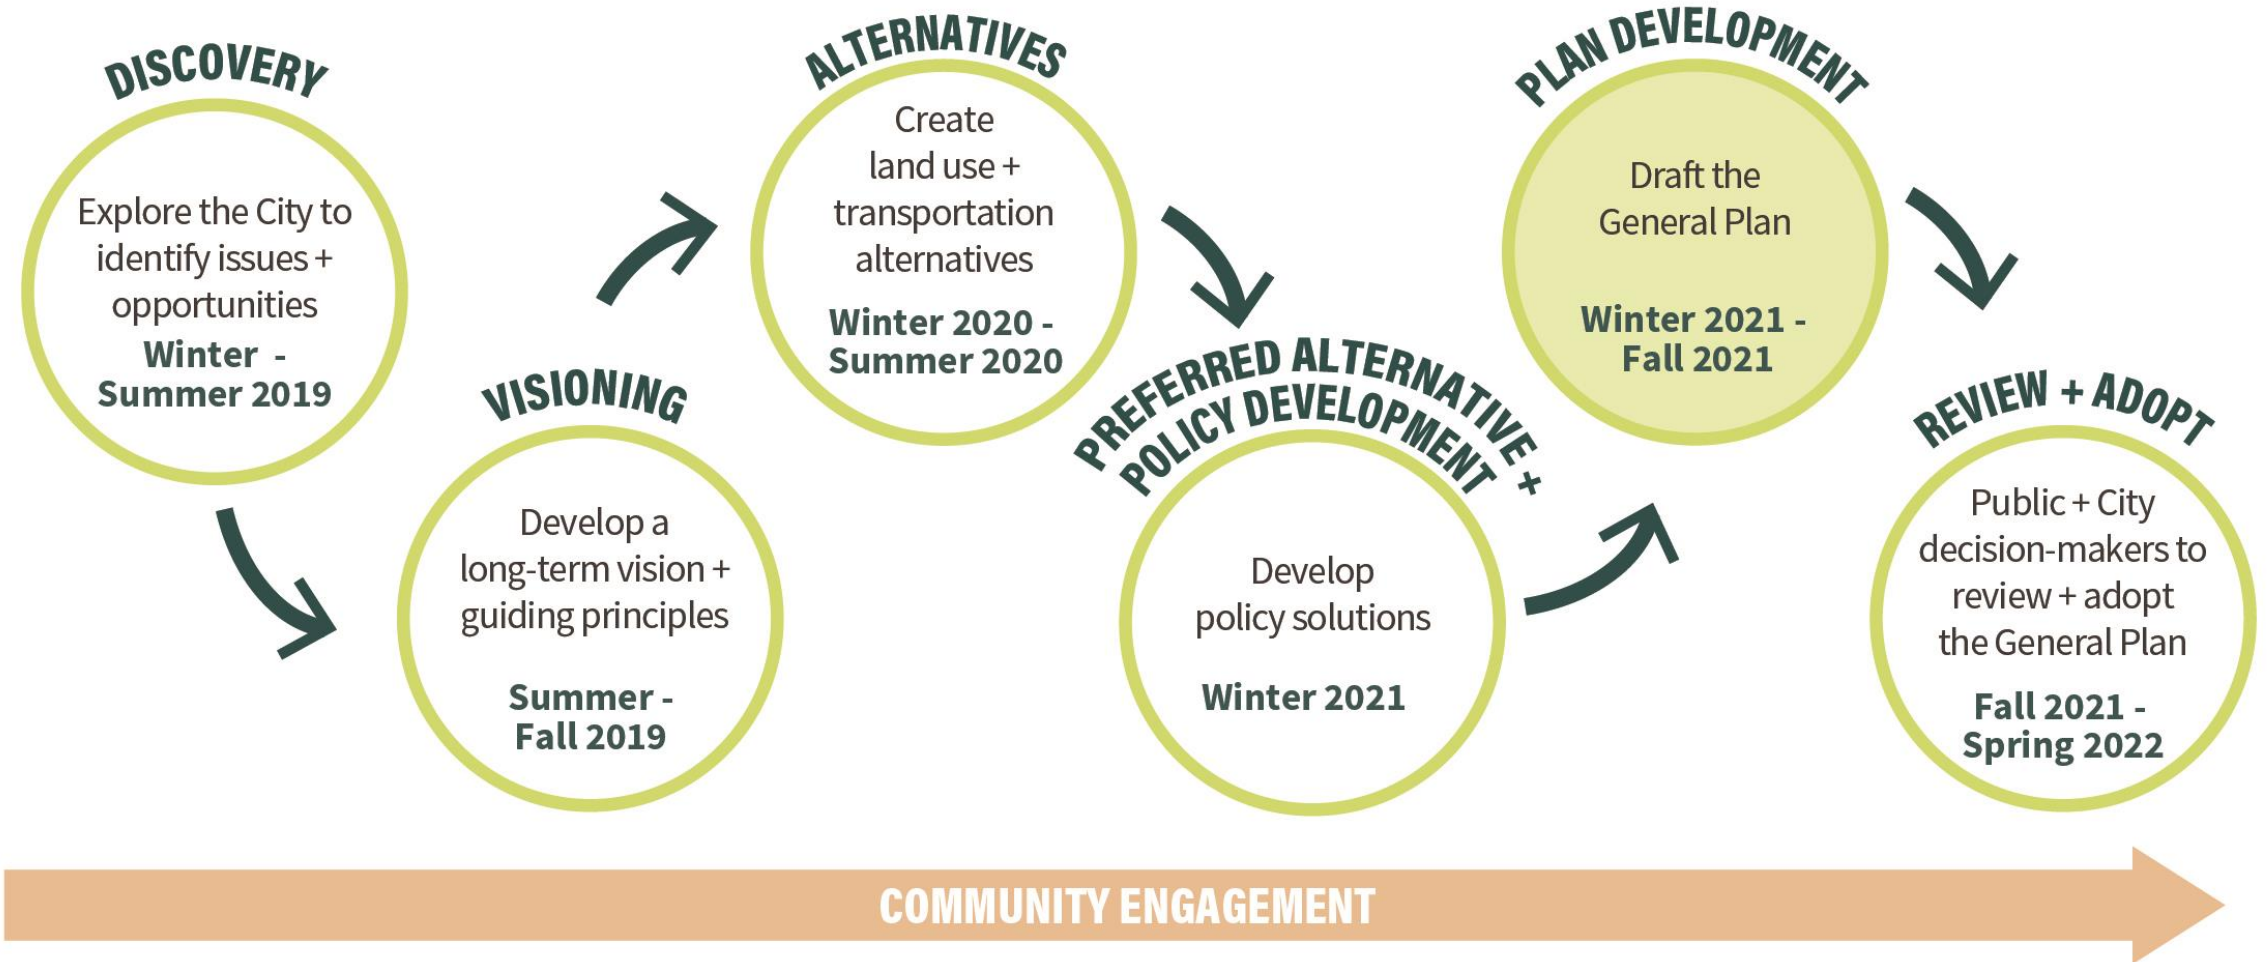 DISCOVERY
Explore the City to
identify issues +
opportunities
Winter -
Summer 2019
VISIONING
Develop a
long-term vision +
guiding principles
Summer -
Fall 2019
ALTERNATIVES
Create
land use +
transportation
alternatives
Winter 2020 -
Summer 2020
PREFERRED ALTERNATIVE +
POLICY DEVELOPMENT
Develop
policy solutions
Winter 2021
PLAN DEVELOPMENT
Draft the
General Plan
Winter 2021 -
Fall 2021
REVIEW + ADOPT
Public + City
decision-makers to
review + adopt
the General Plan
Fall 2021 -
Spring 2022
COMMUNITY ENGAGEMENT